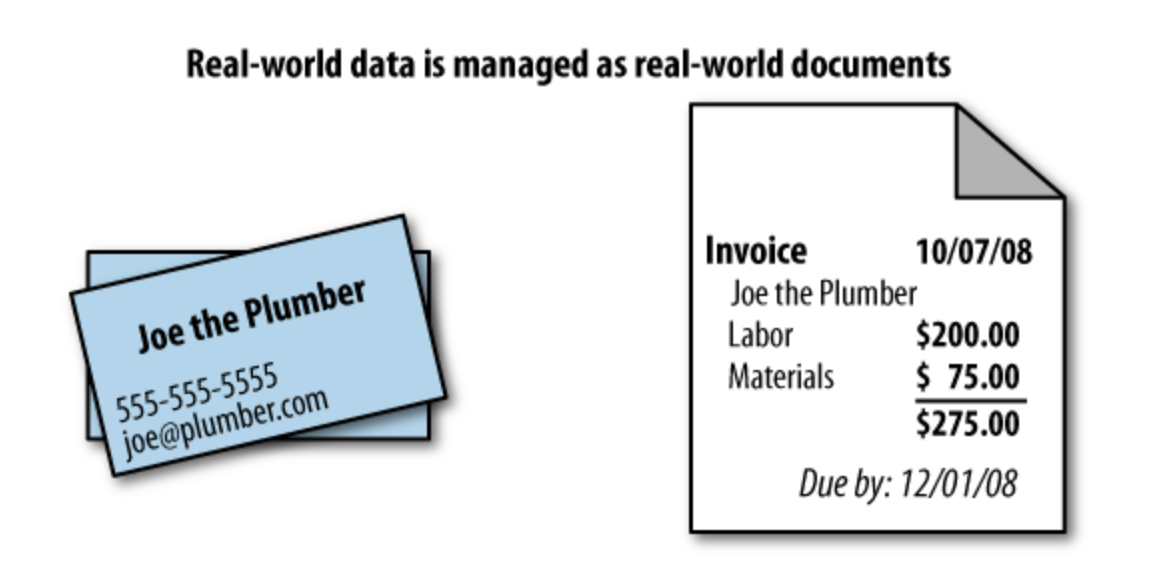 Real-world data is managed as real-world documents
Joe the Plumber
555-555-5555
joe@plumber.com
Invoice 10/07/08
Joe the Plumber
Labor $200.00
Materials $ 75.00
$275.00
Due by: 12/01/08